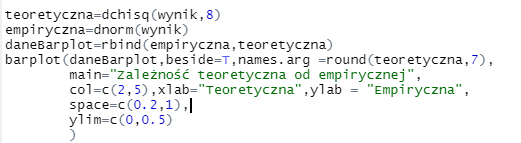 teoretyczna=dchisq(wynik,8)
empiryczna=dnorm(wynik)
daneBarplot=rbind(empiryczna,teoretyczna)
barplot(daneBarplot,beside=T,names.arg =round(teoretyczna,7),
main="Zależność teoretyczna od empirycznej",
col=c(2,5),xlab="Teoretyczna",ylab = "Empiryczna",
space=c(0.2,1),
ylim=c(0,0.5)
)